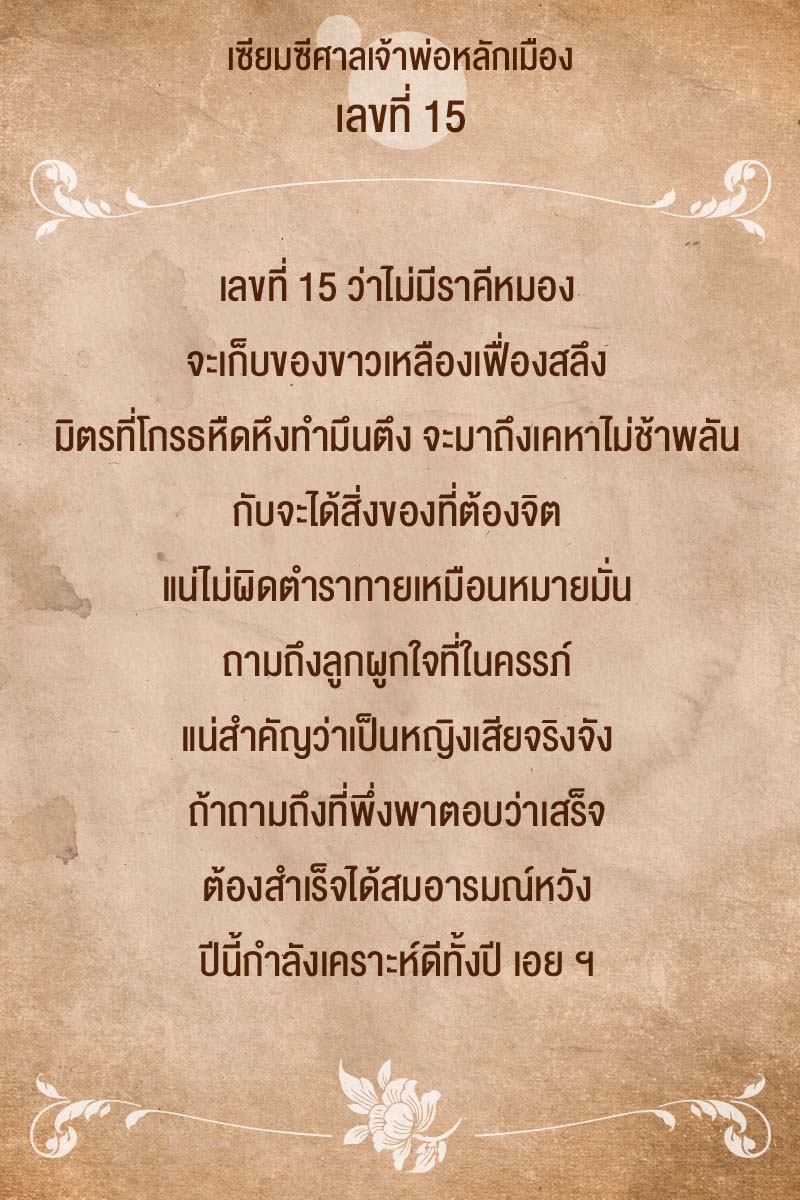 เซียมซีศาลเจ้าพ่อหลักเมือง
เลขที่ 15
เลขที่ 15 ว่าไม่มีราคีหมอง
จะเก็บของขาวเหลืองเฟื่องสลึง
มิตรที่โกรธหืดหึงทำมึนตึง จะมาถึงเคหาไม่ช้าพลัน
กับจะได้สิ่งของที่ต้องจิต
แน่ไม่ผิดตำราทายเหมือนหมายมั่น
ถามถึงลูกผูกใจที่ในครรภ์
แน่สำคัญว่าเป็นหญิงเสียจริงจัง
ถ้าถามถึงที่พึ่งพาตอบว่าเสร็จ
ต้องสำเร็จได้สมอารมณ์หวัง
ปีนี้กำลังเคราะห์ดีทั้งปี เอย ฯ